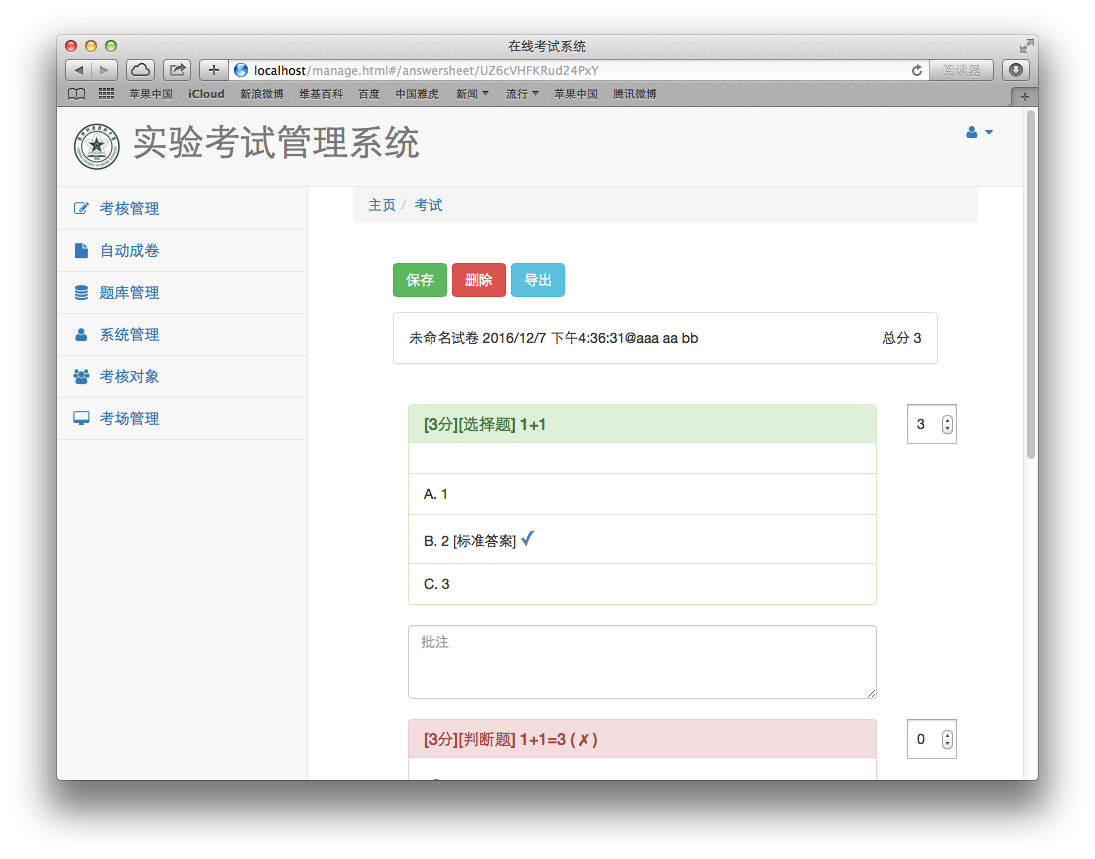 在线考试系统
localhost/manage.html#/answersheet/UZ6cVHFKRud24PxY
阅读器
苹果中国 iCloud 新浪微博 维基百科 百度 中国雅虎 新闻 流行 苹果中国 腾讯微博
实验考试管理系统
考核管理
自动成卷
题库管理
系统管理
考核对象
考场管理
主页 / 考试
保存 删除 导出
未命名试卷 2016/12/7 下午4:36:31@aaa aa bb 总分 3
[3分][选择题] 1+1 3
A. 1
B. 2 [标准答案]
C. 3
批注
[3分][判断题] 1+1=3 (✗) 0